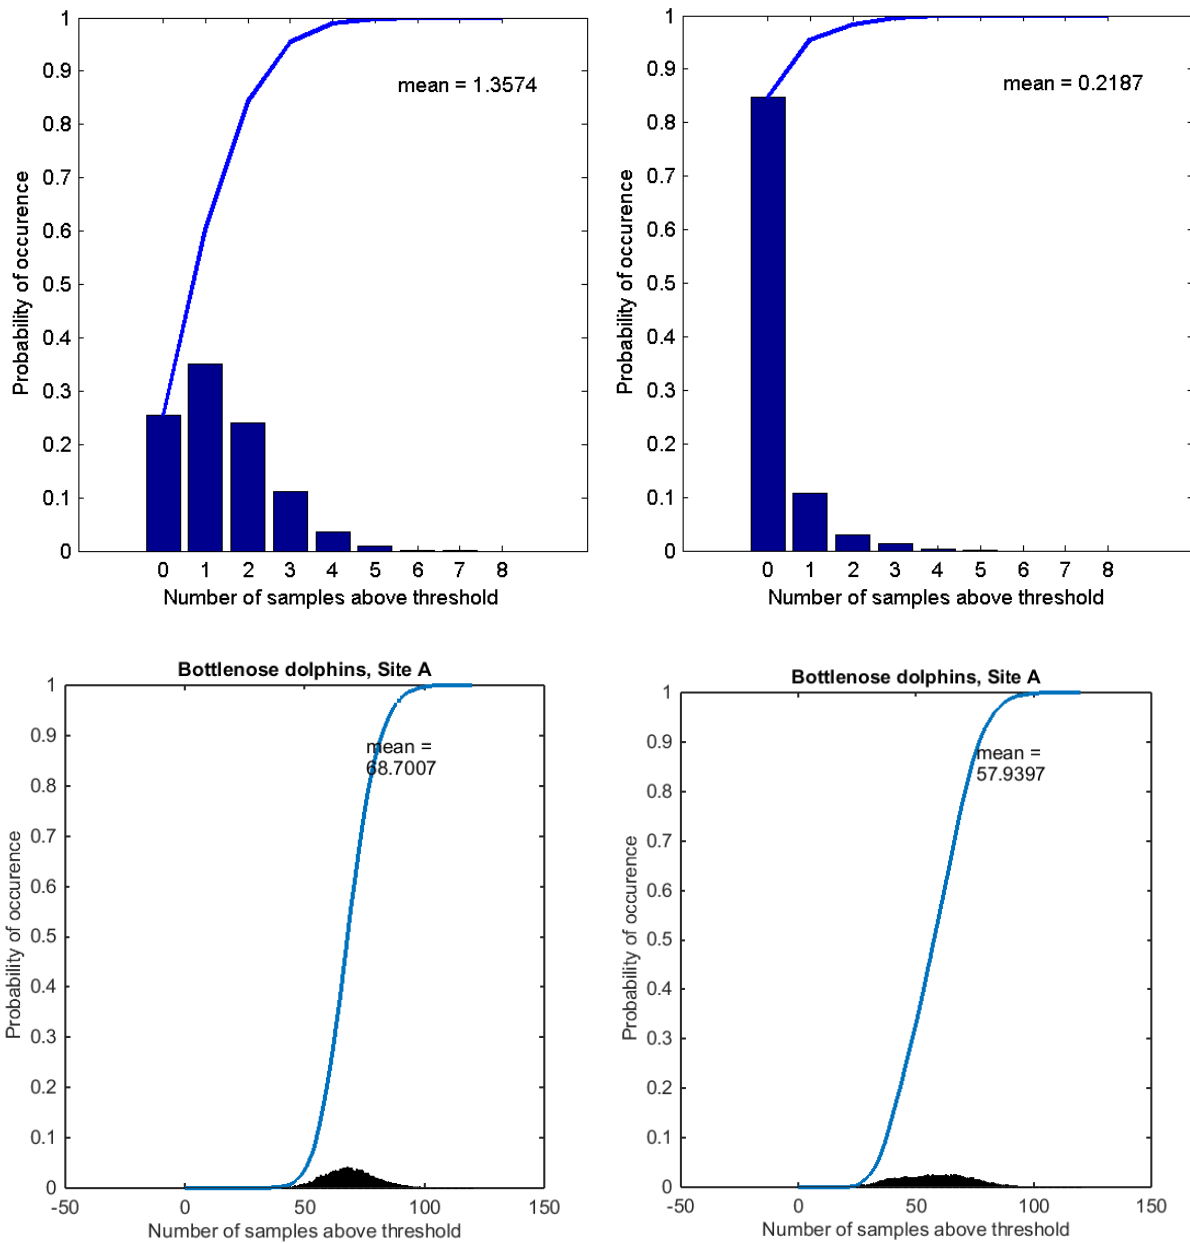 1
0.9
0.8
0.7
0.6
0.5
0.4
0.3
0.2
0.1
0
Probability of occurence
mean = 1.3574
0 1 2 3 4 5 6 7 8
Number of samples above threshold
1
0.9
0.8
0.7
0.6
0.5
0.4
0.3
0.2
0.1
0
Probability of occurence
mean = 0.2187
0 1 2 3 4 5 6 7 8
Number of samples above threshold
Bottlenose dolphins, Site A
1
0.9
0.8
0.7
0.6
0.5
0.4
0.3
0.2
0.1
0
Probability of occurence
mean =
68.7007
-50 0 50 100 150
Number of samples above threshold
Bottlenose dolphins, Site A
1
0.9
0.8
0.7
0.6
0.5
0.4
0.3
0.2
0.1
0
Probability of occurence
mean =
57.9397
-50 0 50 100 150
Number of samples above threshold